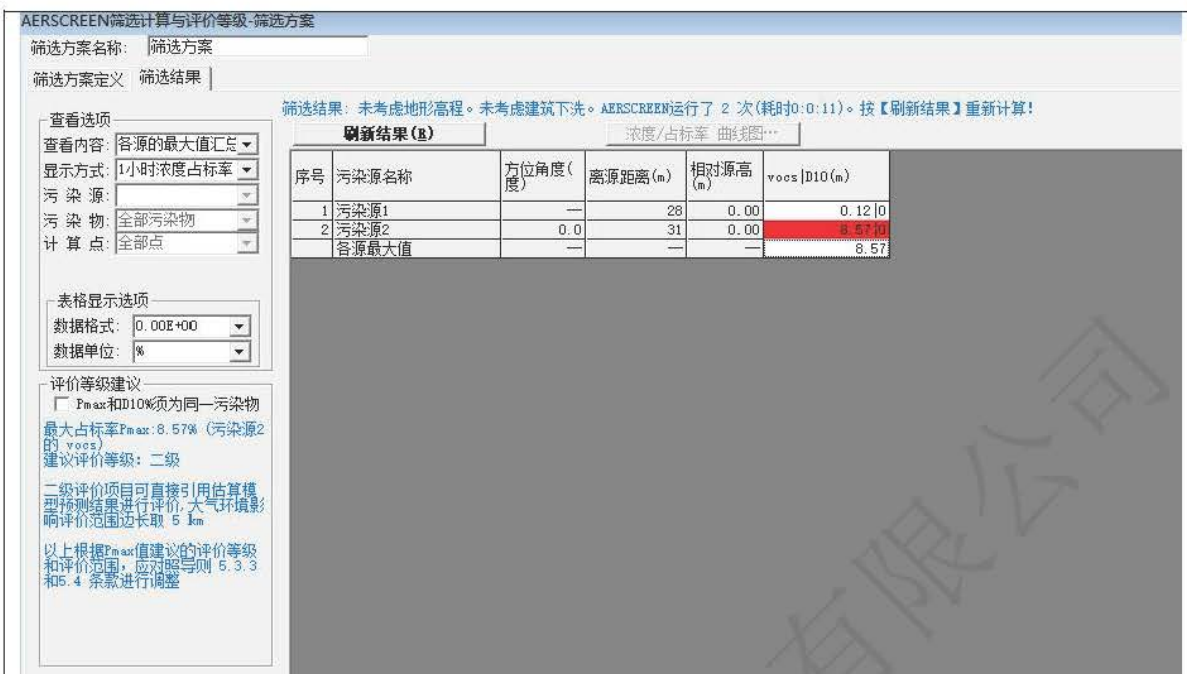 AERSCREEN筛选计算与评价等级-筛选方案
筛选方案名称: 筛选方案
筛选方案定义 筛选结果
筛选结果: 未考虑地形高程。未考虑建筑下洗。AERSCREEN运行了 2 次(耗时0:0:11)。按【刷新结果】重新计算!
查看选项
查看内容: 各源的最大值汇总
显示方式: 1小时浓度占标率
污 染 源:
污 染 物: 全部污染物
计 算 点: 全部点
刷新结果(R) 浓度/占标率 曲线图…
序号 污染源名称 方位角度(度) 离源距离(m) 相对源高(m) vocs|D10(m)
1 污染源1 — 28 0.00 0.12|0
2 污染源2 0.0 31 0.00 8.57|0
各源最大值 — — — 8.57
表格显示选项
数据格式: 0.00E+00
数据单位: %
评价等级建议
Pmax和D10%须为同一污染物
最大占标率Pmax:8.57% (污染源2
的 vocs)
建议评价等级: 二级
二级评价项目可直接引用估算模
型预测结果进行评价,大气环境影
响评价范围边长取 5 km
以上根据Pmax值建议的评价等级
和评价范围,应对照导则 5.3.3
和5.4 条款进行调整
有限公司